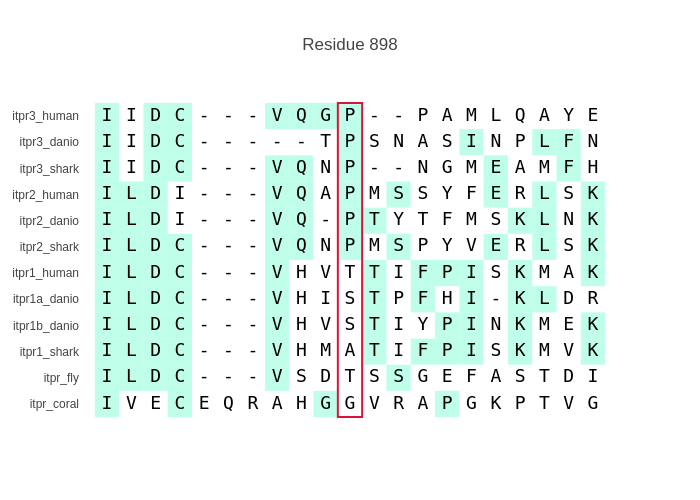 Residue 898
itpr3_human I I D C - - - V Q G P - - P A M L Q A Y E
itpr3_danio I I D C - - - - - T P S N A S I N P L F N
itpr3_shark I I D C - - - V Q N P - - N G M E A M F H
itpr2_human I L D I - - - V Q A P M S S Y F E R L S K
itpr2_danio I L D I - - - V Q - P T Y T F M S K L N K
itpr2_shark I L D C - - - V Q N P M S P Y V E R L S K
itpr1_human I L D C - - - V H V T T I F P I S K M A K
itpr1a_danio I L D C - - - V H I S T P F H I - K L D R
itpr1b_danio I L D C - - - V H V S T I Y P I N K M E K
itpr1_shark I L D C - - - V H M A T I F P I S K M V K
itpr_fly I L D C - - - V S D T S S G E F A S T D I
itpr_coral I V E C E Q R A H G G V R A P G K P T V G